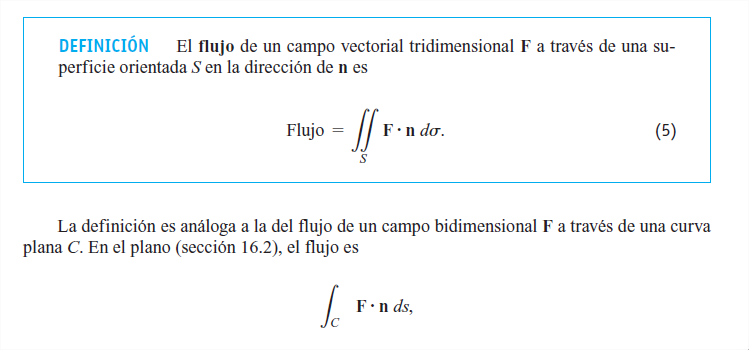 DEFINICIÓN El flujo de un campo vectorial tridimensional F a través de una su-
perficie orientada S en la dirección de n es
Flujo = ∬ F · n dσ. (5)
S
La definición es análoga a la del flujo de un campo bidimensional F a través de una curva
plana C. En el plano (sección 16.2), el flujo es
∫C F · n ds,